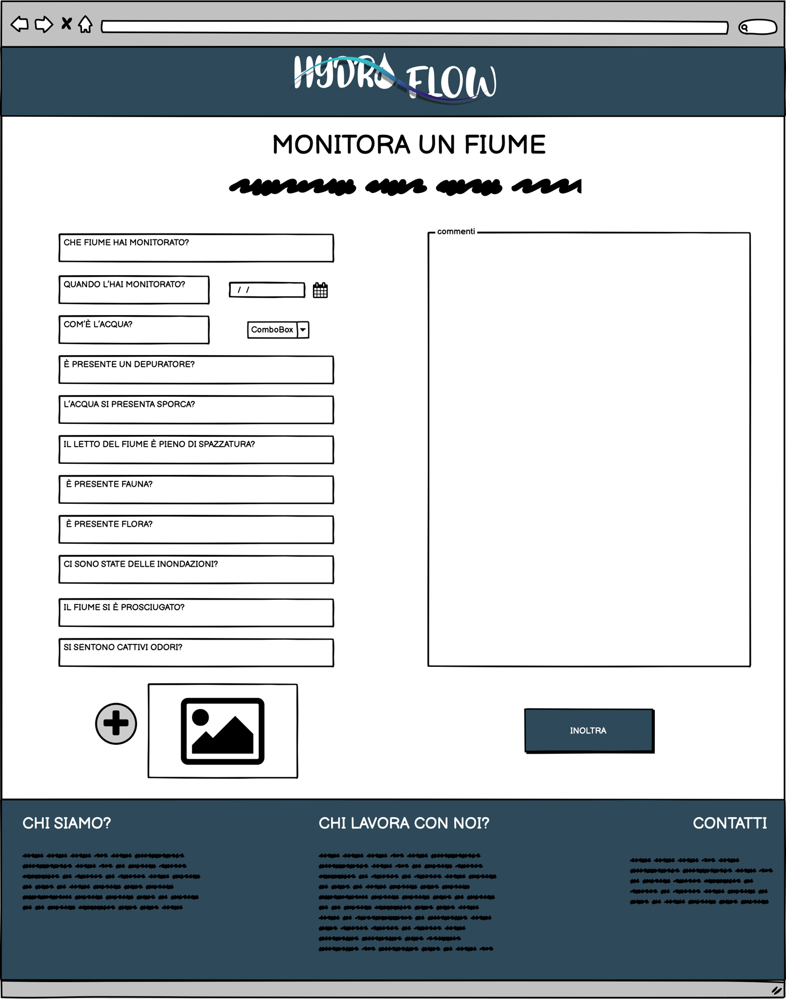 HYDRO FLOW
MONITORA UN FIUME
CHE FIUME HAI MONITORATO?
QUANDO L'HAI MONITORATO?
/ /
COM'È L'ACQUA?
ComboBox
È PRESENTE UN DEPURATORE?
L'ACQUA SI PRESENTA SPORCA?
IL LETTO DEL FIUME È PIENO DI SPAZZATURA?
È PRESENTE FAUNA?
È PRESENTE FLORA?
CI SONO STATE DELLE INONDAZIONI?
IL FIUME SI È PROSCIUGATO?
SI SENTONO CATTIVI ODORI?
commenti
INOLTRA
CHI SIAMO?
CHI LAVORA CON NOI?
CONTATTI